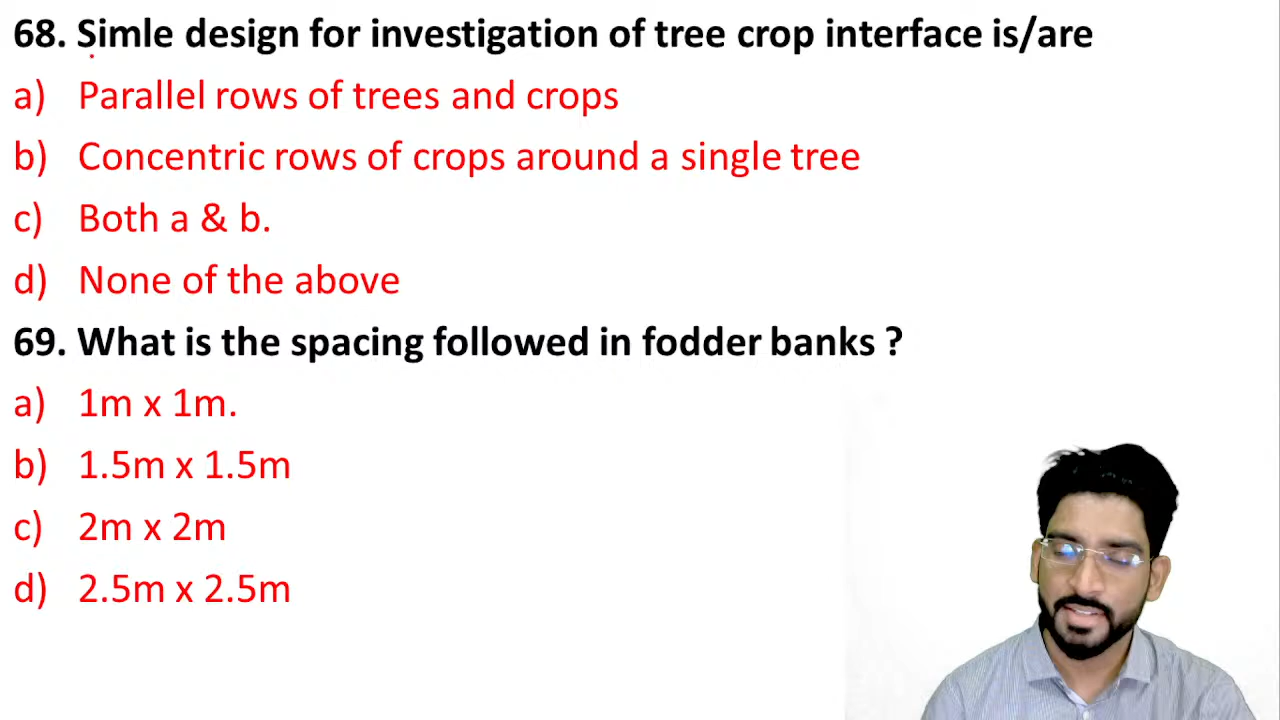 68. Simle design for investigation of tree crop interface is/are
a) Parallel rows of trees and crops
b) Concentric rows of crops around a single tree
c) Both a & b.
d) None of the above
69. What is the spacing followed in fodder banks ?
a) 1m x 1m.
b) 1.5m x 1.5m
c) 2m x 2m
d) 2.5m x 2.5m